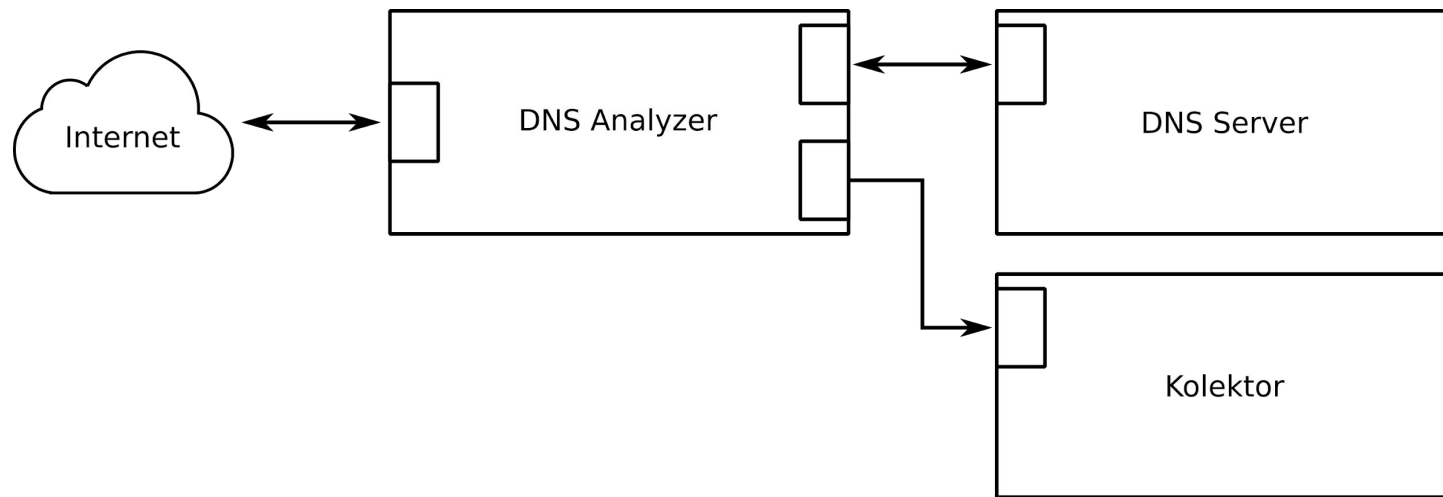 Internet
DNS Analyzer
DNS Server
Kolektor